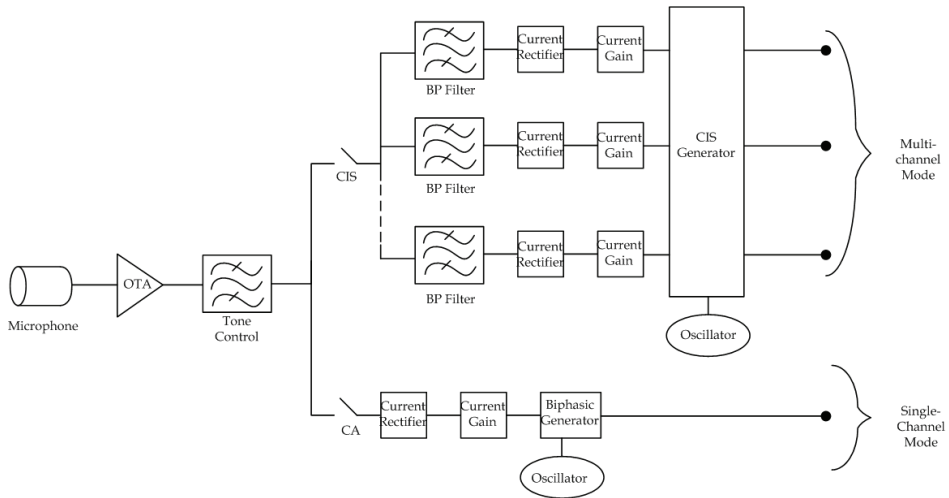 Current
Rectifier
Current
Gain
BP Filter
Current
Rectifier
Current
Gain
BP Filter
CIS
Generator
Multi-
channel
Mode
CIS
Current
Rectifier
Current
Gain
BP Filter
OTA
Microphone
Tone
Control
Oscillator
CA
Current
Rectifier
Current
Gain
Biphasic
Generator
Oscillator
Single-
Channel
Mode